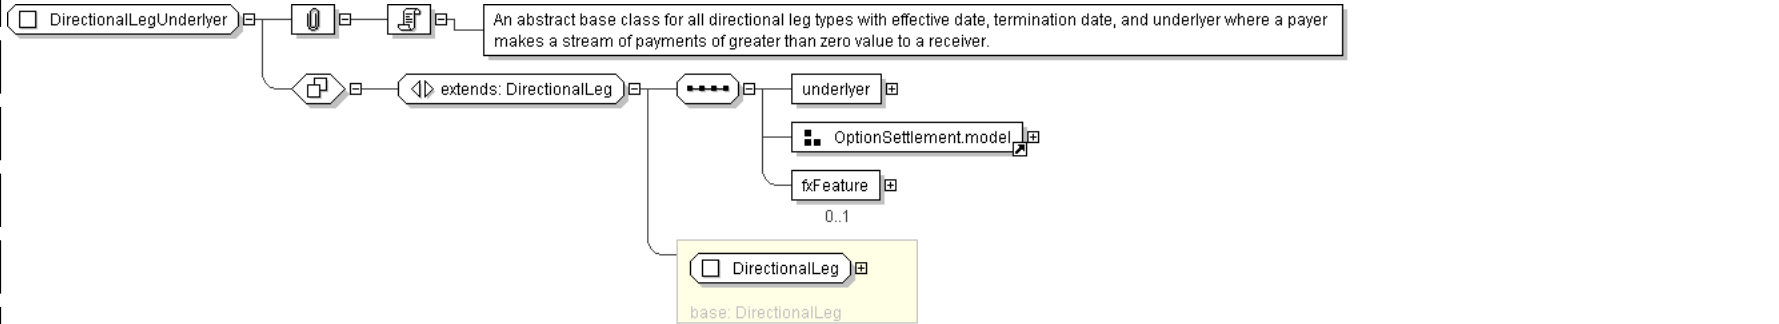 DirectionalLegUnderlyer
An abstract base class for all directional leg types with effective date, termination date, and underlyer where a payer
makes a stream of payments of greater than zero value to a receiver.
extends: DirectionalLeg
underlyer
OptionSettlement.model
fxFeature
0..1
DirectionalLeg
base: DirectionalLeg